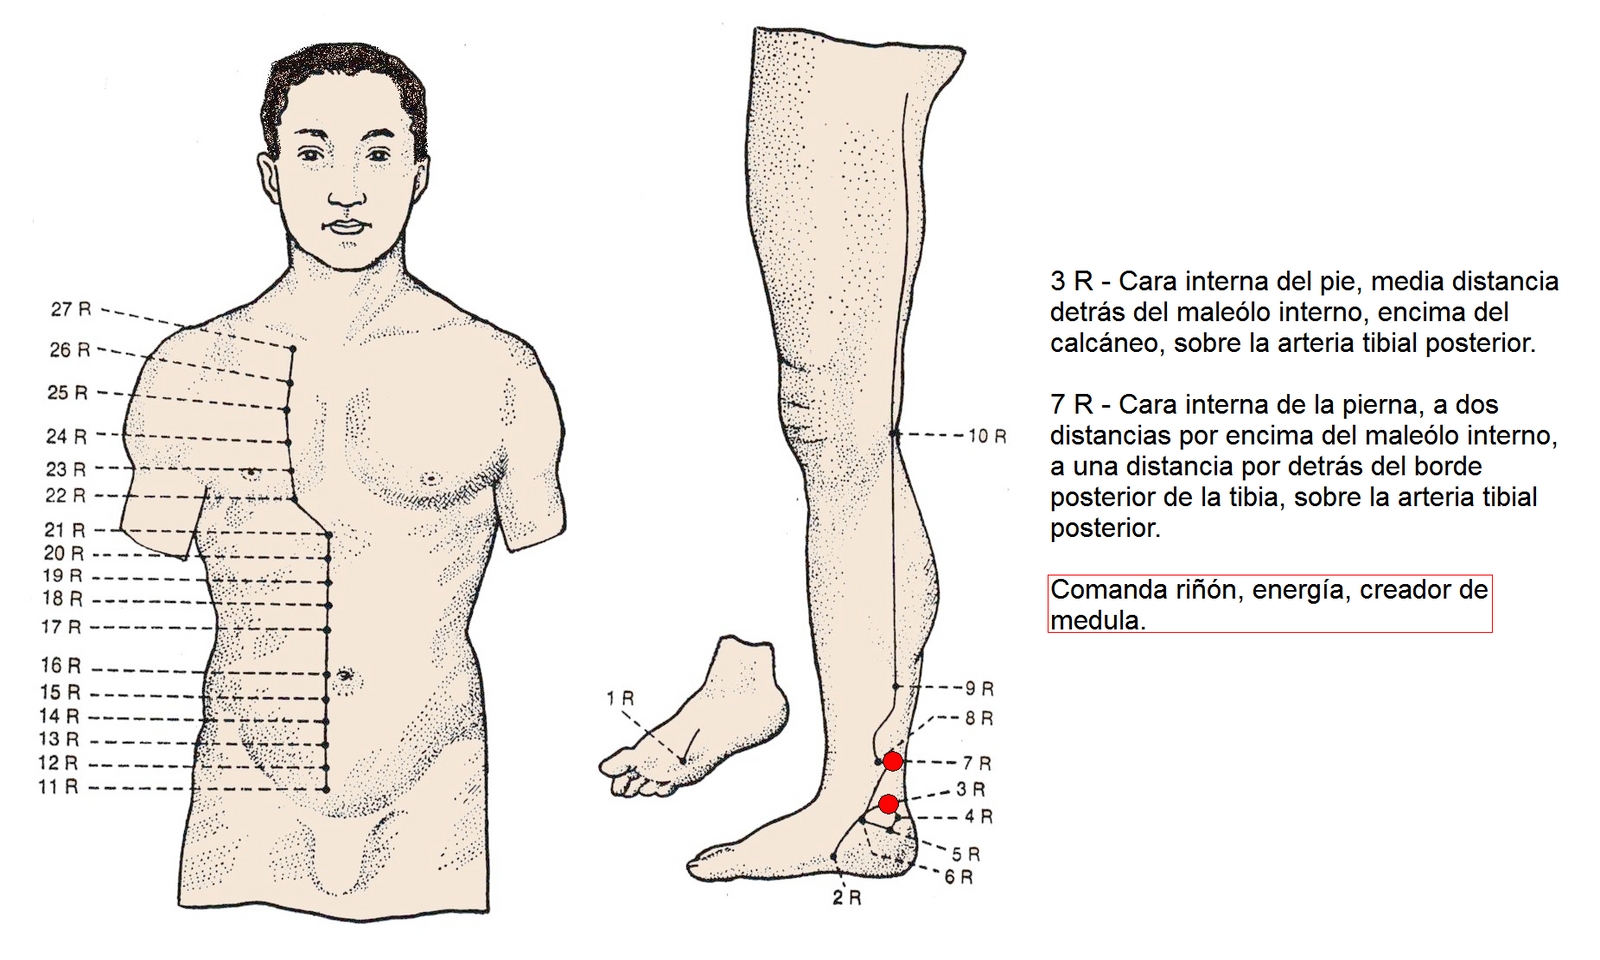 27 R
26 R
25 R
24 R
23 R
22 R
21 R
20 R
19 R
18 R
17 R
16 R
15 R
14 R
13 R
12 R
11 R
1 R
10 R
9 R
8 R
7 R
3 R
4 R
5 R
6 R
2 R
3 R - Cara interna del pie, media distancia
detrás del maleólo interno, encima del
calcáneo, sobre la arteria tibial posterior.
7 R - Cara interna de la pierna, a dos
distancias por encima del maleólo interno,
a una distancia por detrás del borde
posterior de la tibia, sobre la arteria tibial
posterior.
Comanda riñón, energía, creador de
medula.